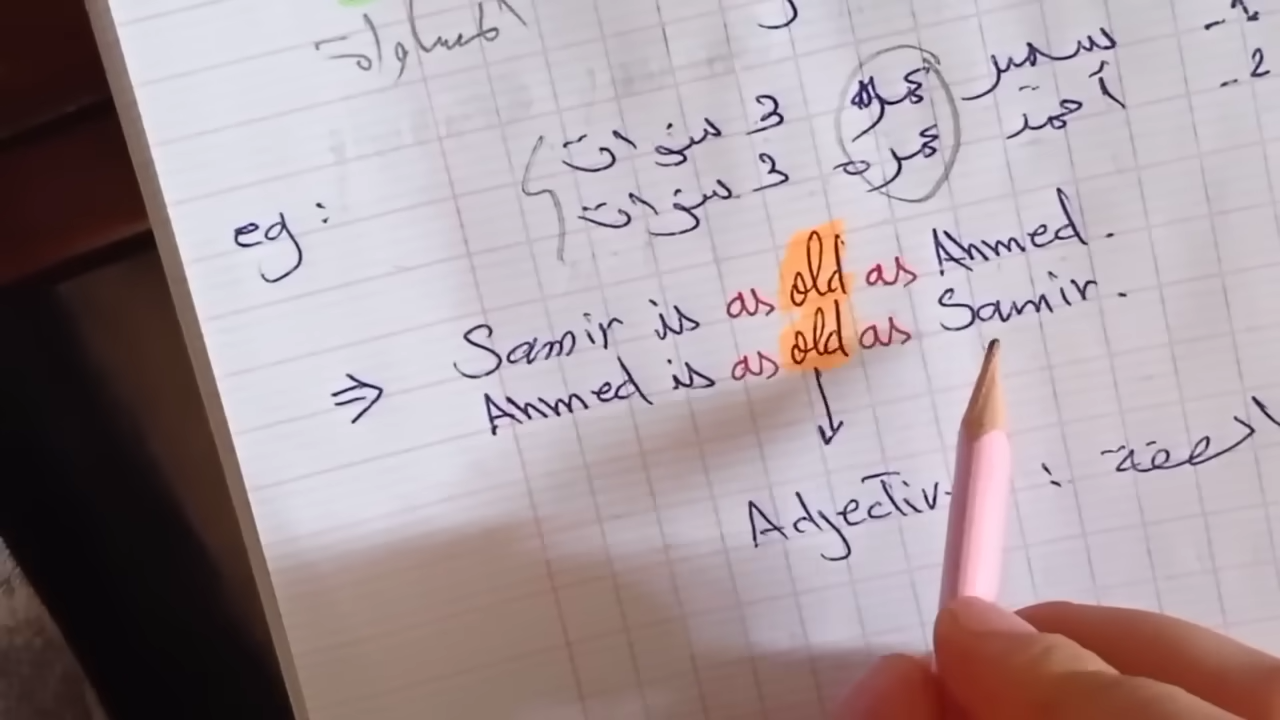 المساواة
1- سمير عمره 3 سنوات
2- أحمد عمره 3 سنوات
eg:
Samir is as old as Ahmed.
⇒ Ahmed is as old as Samir.
↓
Adjectiv : الصفة